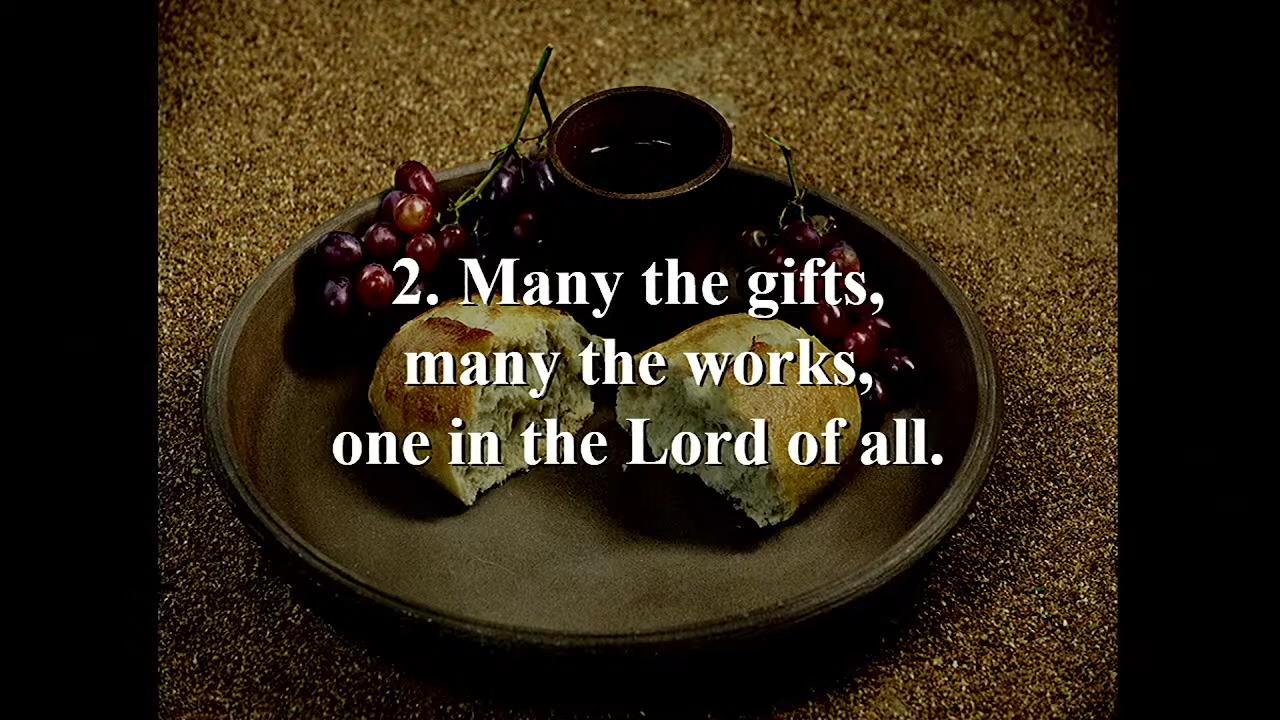 2. Many the gifts,
many the works,
one in the Lord of all.